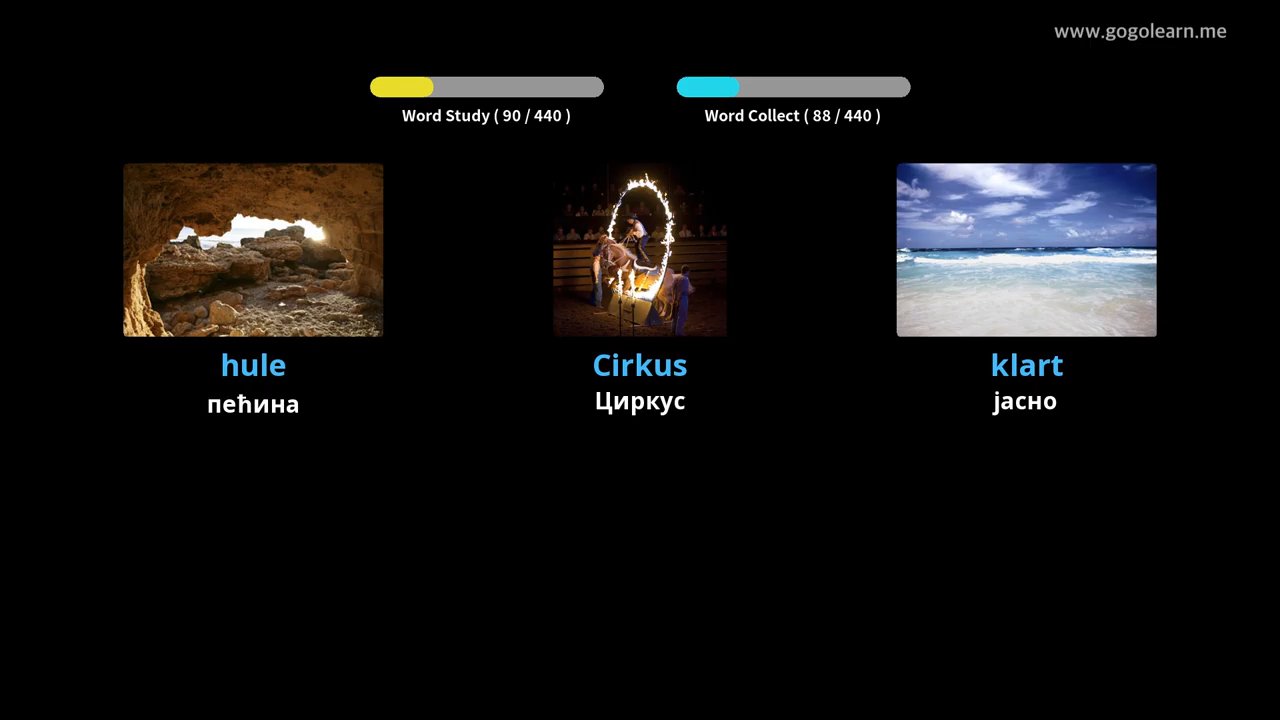 www.gogolearn.me
Word Study ( 90 / 440 )
Word Collect ( 88 / 440 )
hule
Cirkus
klart
пећина
Циркус
јасно